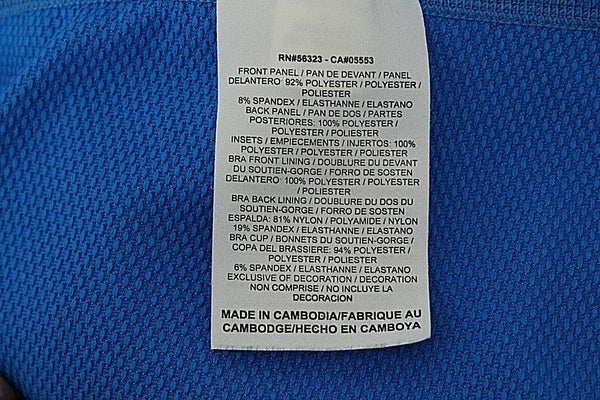 RN#56323 - CA#05553
FRONT PANEL / PAN DE DEVANT / PANEL
DELANTERO: 92% POLYESTER / POLYESTER /
POLIESTER
8% SPANDEX / ELASTHANNE / ELASTANO
BACK PANEL / PAN DE DOS / PARTES
POSTERIORES: 100% POLYESTER /
POLYESTER / POLIESTER
INSETS / EMPIECEMENTS / INJERTOS: 100%
POLYESTER / POLYESTER / POLIESTER
BRA FRONT LINING / DOUBLURE DU DEVANT
DU SOUTIEN-GORGE / FORRO DE SOSTEN
DELANTERO: 100% POLYESTER / POLYESTER
/ POLIESTER
BRA BACK LINING / DOUBLURE DU DOS DU
SOUTIEN-GORGE / FORRO DE SOSTEN
ESPALDA: 81% NYLON / POLYAMIDE / NYLON
19% SPANDEX / ELASTHANNE / ELASTANO
BRA CUP / BONNETS DU SOUTIEN-GORGE /
COPA DEL BRASSIERE: 94% POLYESTER /
POLYESTER / POLIESTER
6% SPANDEX / ELASTHANNE / ELASTANO
EXCLUSIVE OF DECORATION / DECORATION
NON COMPRISE / NO INCLUYE LA
DECORACION
MADE IN CAMBODIA/FABRIQUE AU
CAMBODGE/HECHO EN CAMBOYA